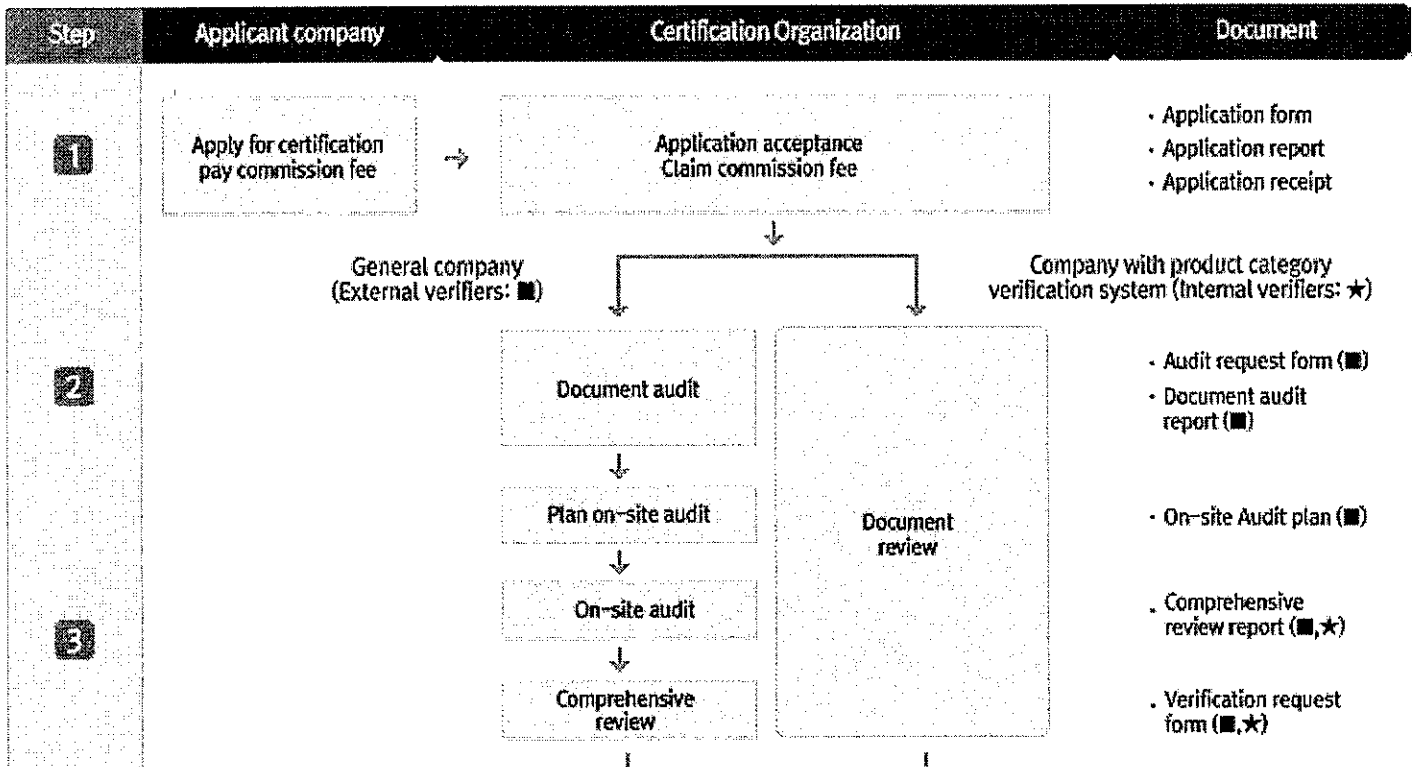 Step Applicant company Certification Organization Document
1
Apply for certification
pay commission fee
Application acceptance
Claim commission fee
· Application form
· Application report
· Application receipt
General company
(External verifiers: ■)
Company with product category
verification system (Internal verifiers: ★)
2
Document audit
Document
review
· Audit request form (■)
· Document audit
report (■)
Plan on-site audit
· On-site Audit plan (■)
3
On-site audit
· Comprehensive
review report (■,★)
Comprehensive
review
· Verification request
form (■,★)